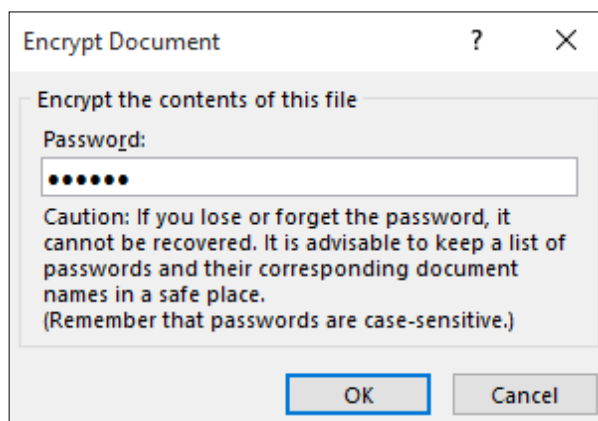 Encrypt Document ?
Encrypt the contents of this file
Password:
••••••
Caution: If you lose or forget the password, it
cannot be recovered. It is advisable to keep a list of
passwords and their corresponding document
names in a safe place.
(Remember that passwords are case-sensitive.)
OK Cancel